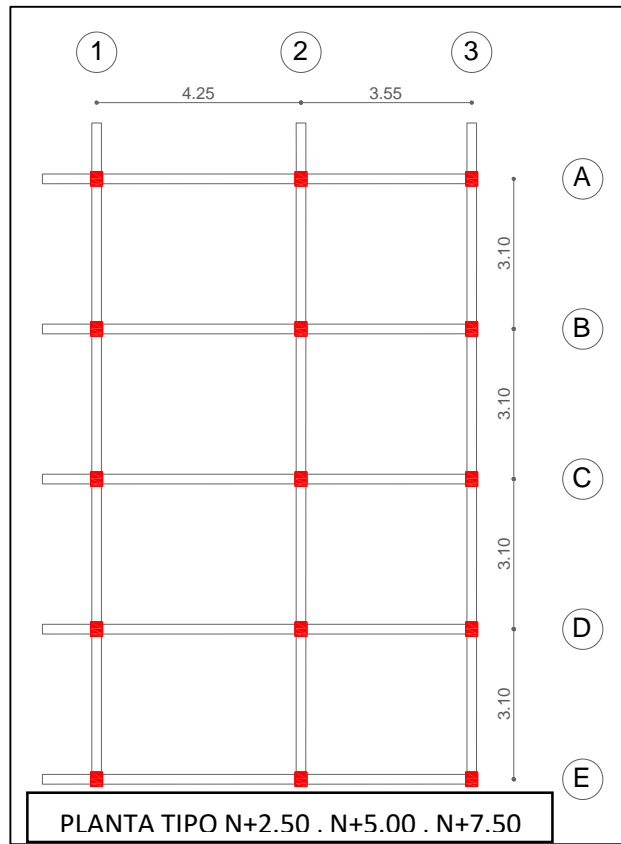 1 2 3
4.25 3.55
A
3.10
B
3.10
C
3.10
D
3.10
E
PLANTA TIPO N+2.50 . N+5.00 . N+7.50